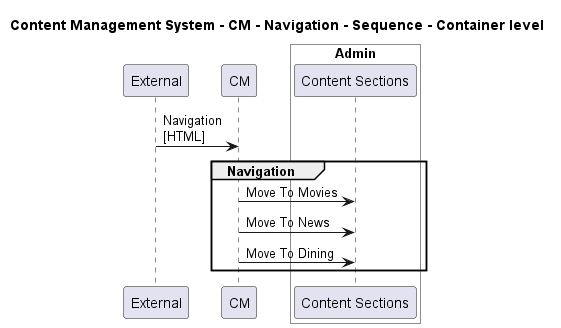 Content Management System - CM - Navigation - Sequence - Container level
Admin
External
CM
Content Sections
Navigation
[HTML]
Navigation
Move To Movies
Move To News
Move To Dining
External
CM
Content Sections